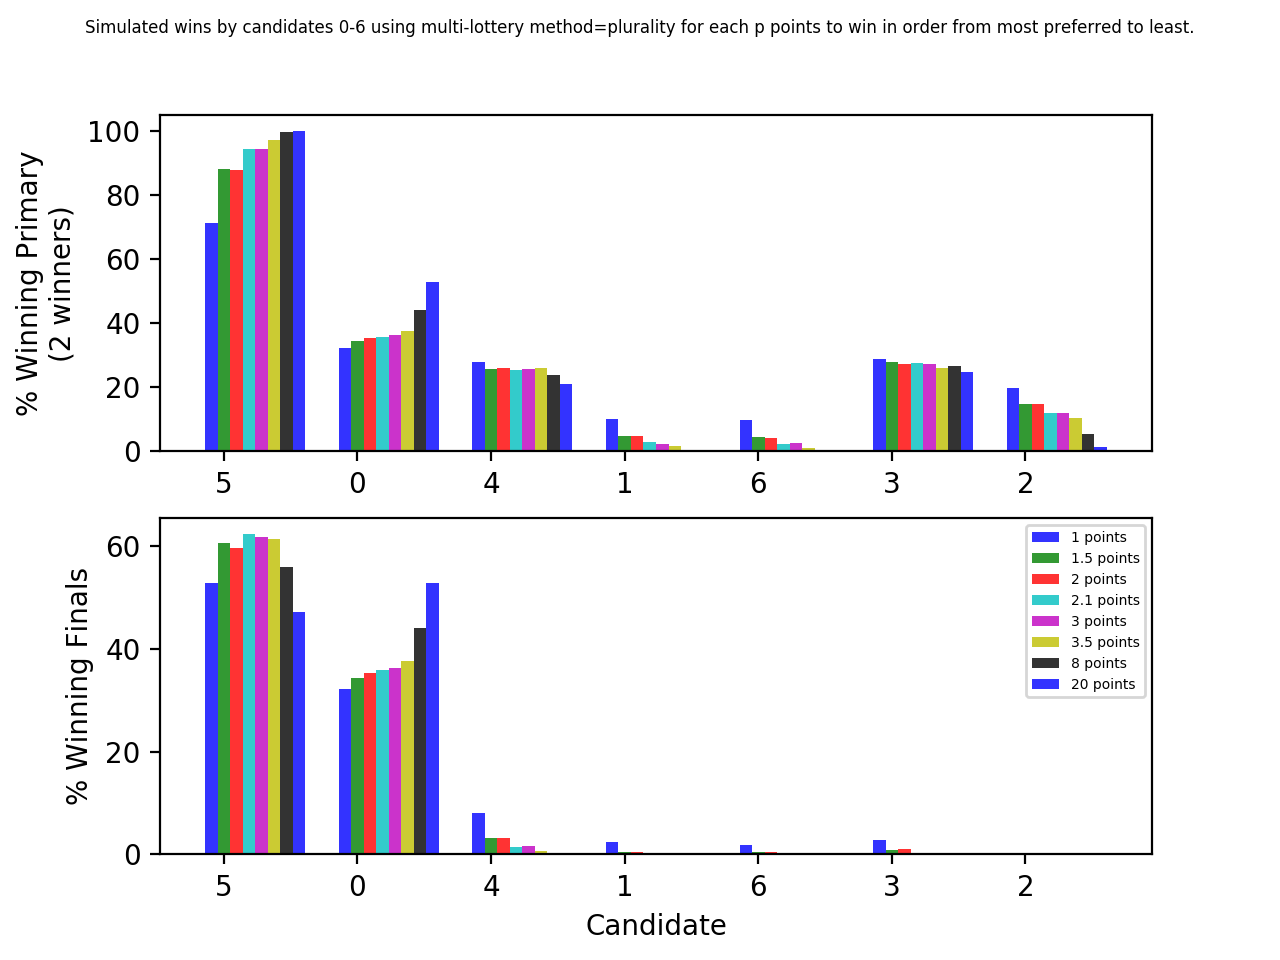 Simulated wins by candidates 0-6 using multi-lottery method=plurality for each p points to win in order from most preferred to least.
% Winning Primary
(2 winners)
100
80
60
40
20
0
5 0 4 1 6 3 2
% Winning Finals
60
40
20
0
1 points
1.5 points
2 points
2.1 points
3 points
3.5 points
8 points
20 points
5 0 4 1 6 3 2
Candidate